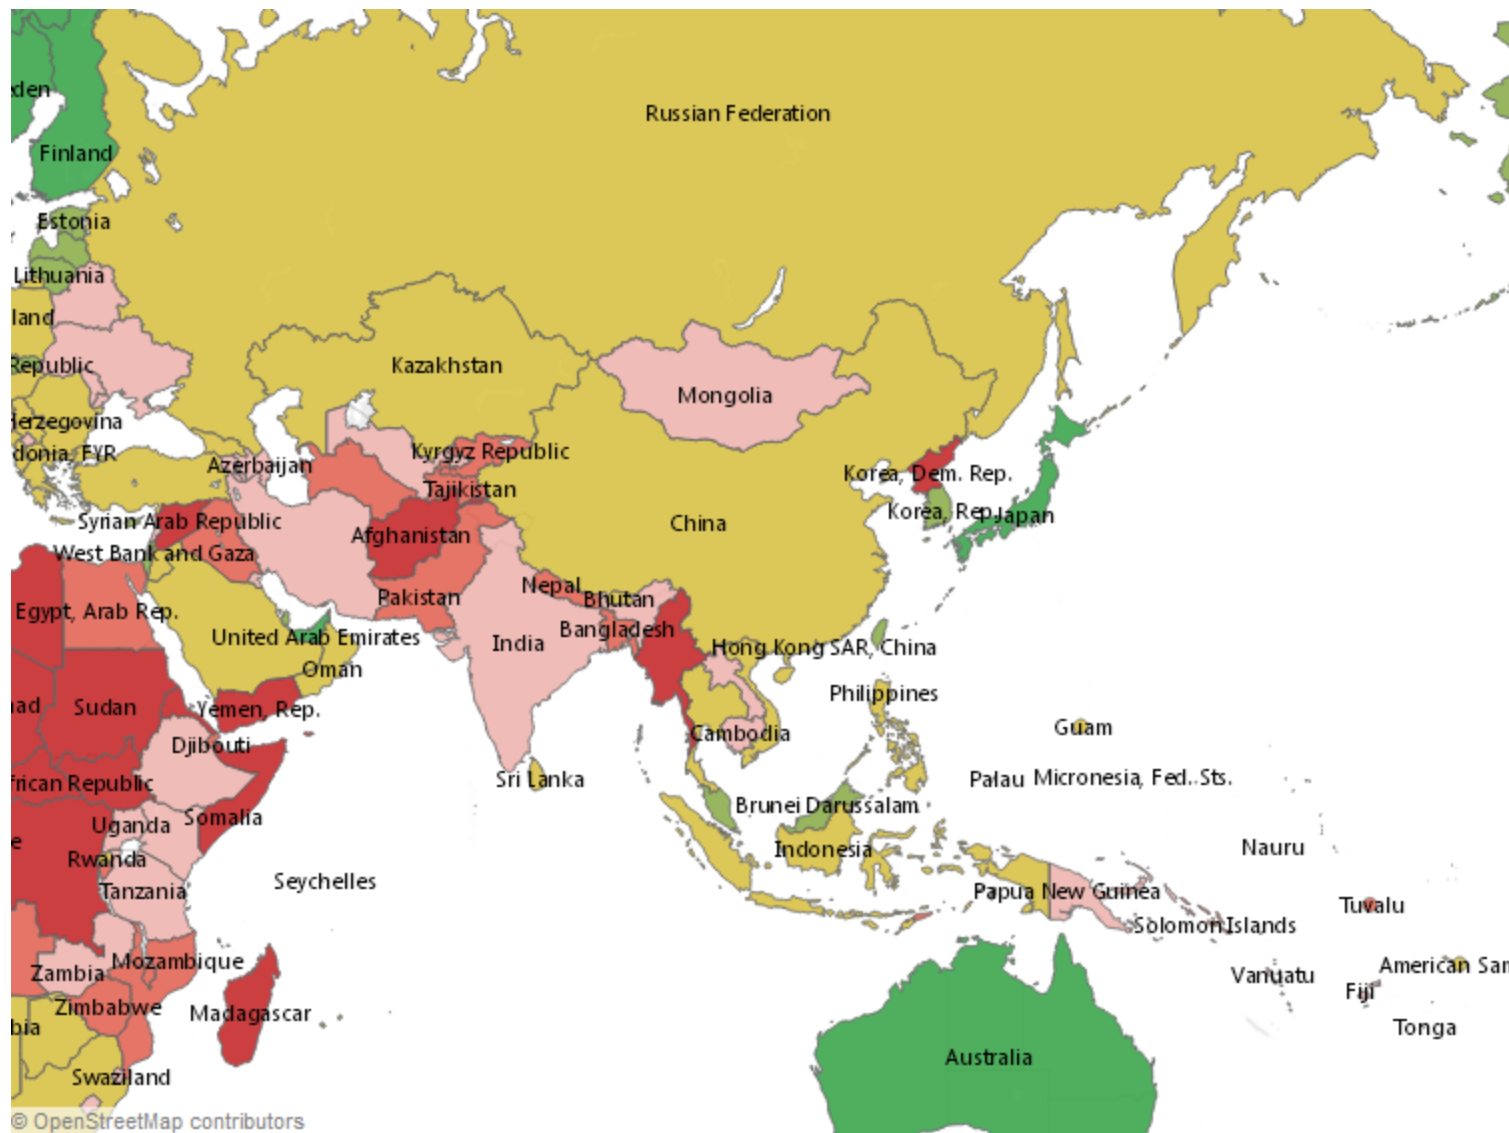 Russian Federation
eden
Finland
Estonia
Lithuania
land
Republic
Kazakhstan
Mongolia
Herzegovina
donia, FYR
Azerbaijan
Kyrgyz Republic
Tajikistan
Korea, Dem. Rep.
Korea, Rep.
Japan
China
Syrian Arab Republic
Afghanistan
West Bank and Gaza
Egypt, Arab Rep.
Pakistan
Nepal
Bhutan
United Arab Emirates
India
Bangladesh
Hong Kong SAR, China
Oman
Philippines
had
Sudan
Yemen, Rep.
Djibouti
Cambodia
Guam
frican Republic
Sri Lanka
Palau
Micronesia, Fed. Sts.
Somalia
Brunei Darussalam
Uganda
e
Rwanda
Indonesia
Nauru
Tanzania
Seychelles
Papua New Guinea
Tuvalu
Solomon Islands
Mozambique
Zambia
Vanuatu
American Sam
Fiji
Zimbabwe
Madagascar
bia
Tonga
Australia
Swaziland
© OpenStreetMap contributors